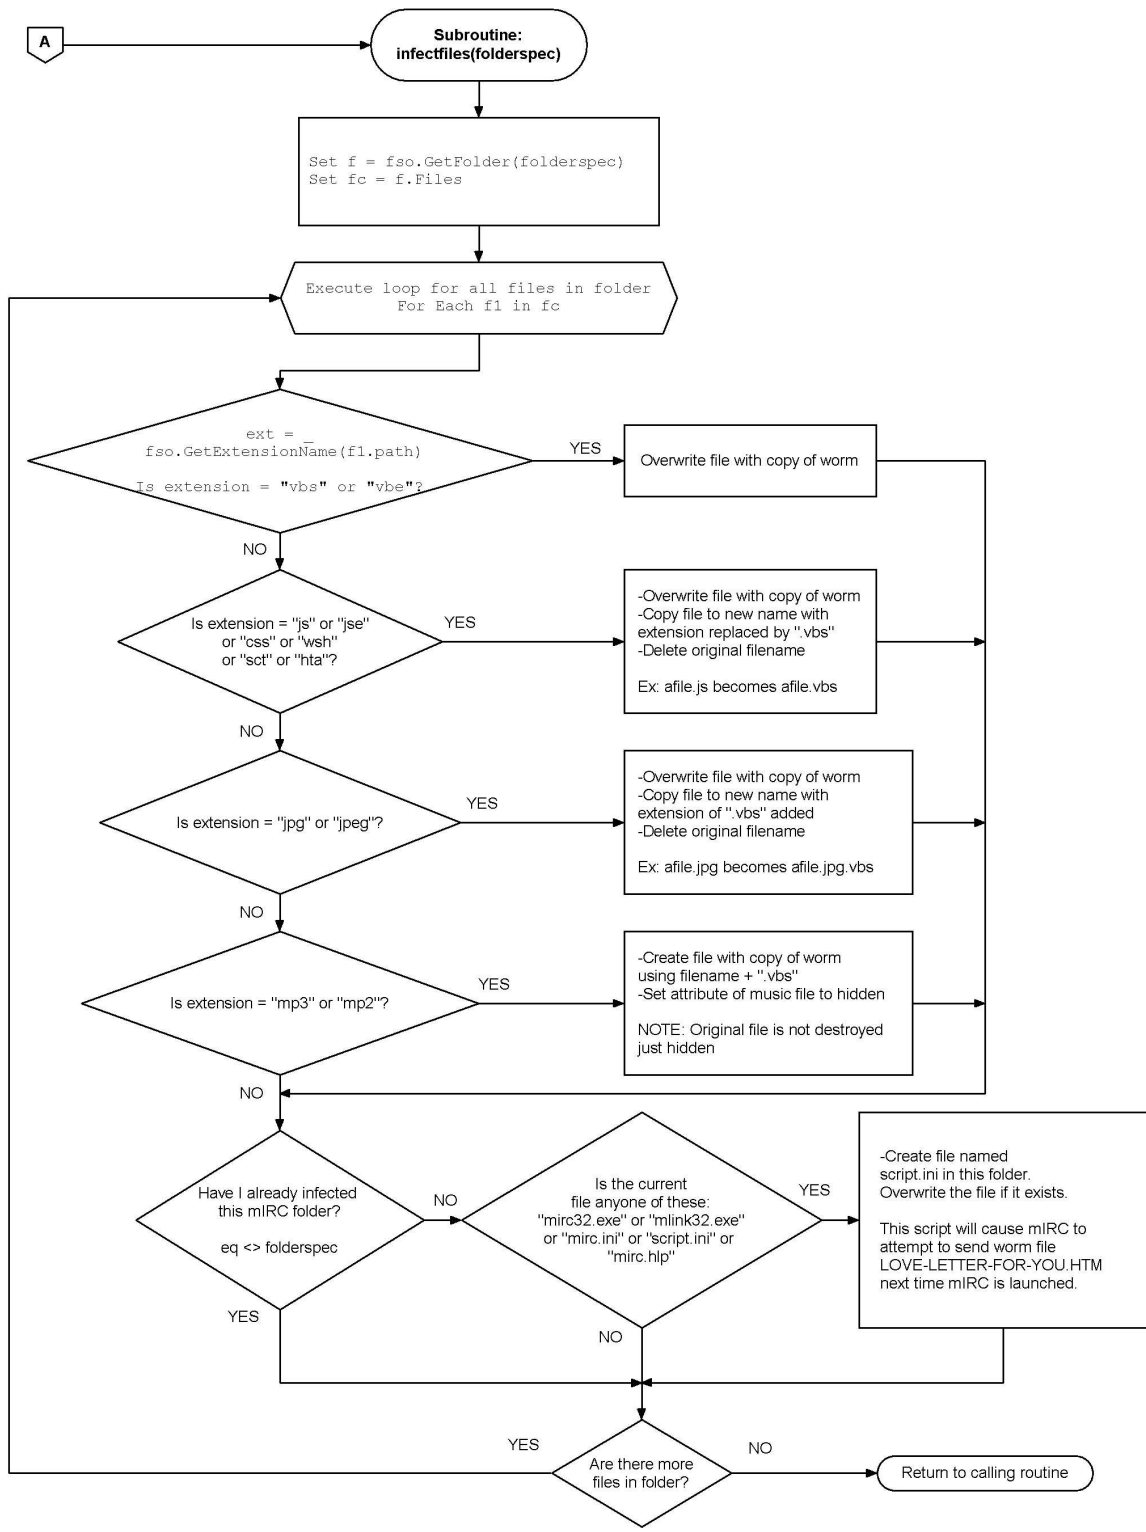 A
Subroutine:
infectfiles(folderspec)
Set f = fso.GetFolder(folderspec)
Set fc = f.Files
Execute loop for all files in folder
For Each f1 in fc
ext = _
fso.GetExtensionName(f1.path)
Is extension = "vbs" or "vbe"?
YES
Overwrite file with copy of worm
NO
Is extension = "js" or "jse"
or "css" or "wsh"
or "sct" or "hta"?
YES
-Overwrite file with copy of worm
-Copy file to new name with
extension replaced by ".vbs"
-Delete original filename
Ex: afile.js becomes afile.vbs
NO
Is extension = "jpg" or "jpeg"?
YES
-Overwrite file with copy of worm
-Copy file to new name with
extension of ".vbs" added
-Delete original filename
Ex: afile.jpg becomes afile.jpg.vbs
NO
Is extension = "mp3" or "mp2"?
YES
-Create file with copy of worm
using filename + ".vbs"
-Set attribute of music file to hidden
NOTE: Original file is not destroyed
just hidden
NO
Have I already infected
this mIRC folder?
eq <> folderspec
NO
Is the current
file anyone of these:
"mirc32.exe" or "mlink32.exe"
or "mirc.ini" or "script.ini" or
"mirc.hlp"
YES
-Create file named
script.ini in this folder.
Overwrite the file if it exists.
This script will cause mIRC to
attempt to send worm file
LOVE-LETTER-FOR-YOU.HTM
next time mIRC is launched.
YES
NO
YES
Are there more
files in folder?
NO
Return to calling routine